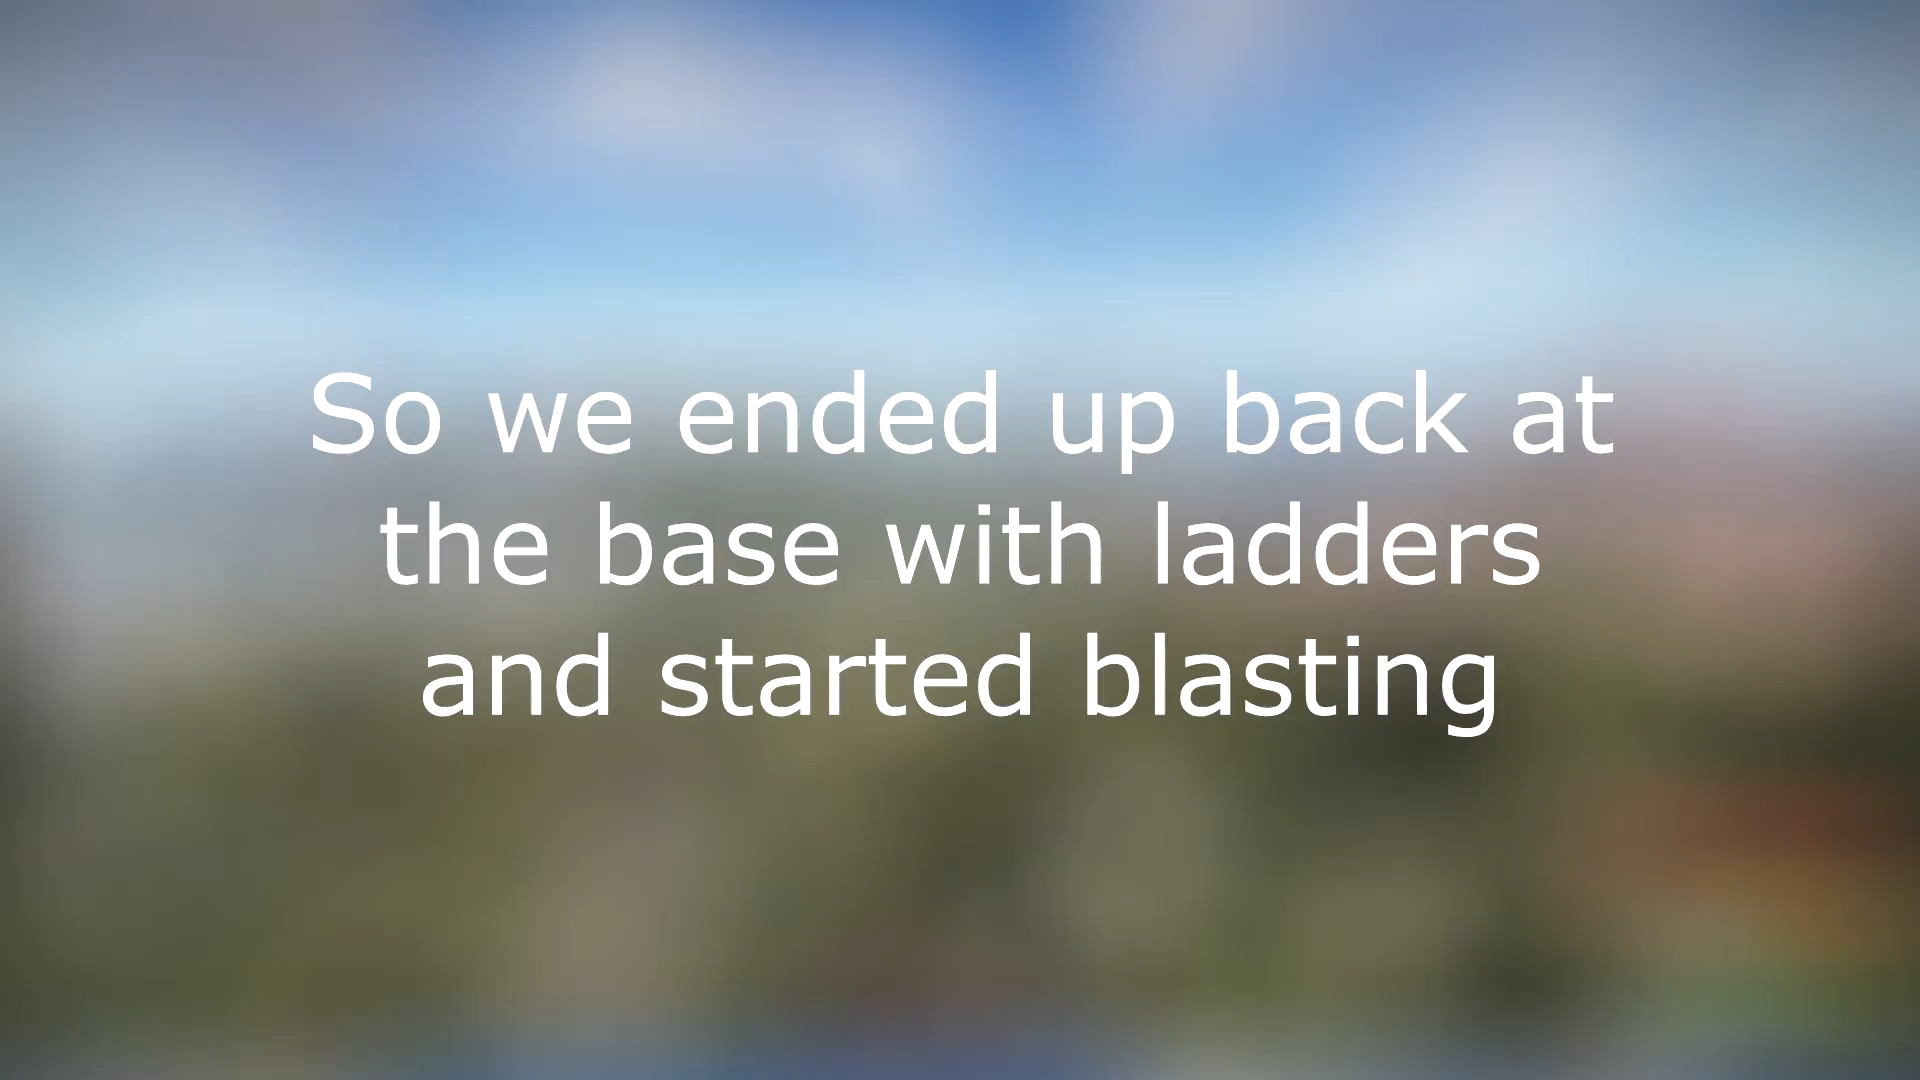 So we ended up back at
the base with ladders
and started blasting